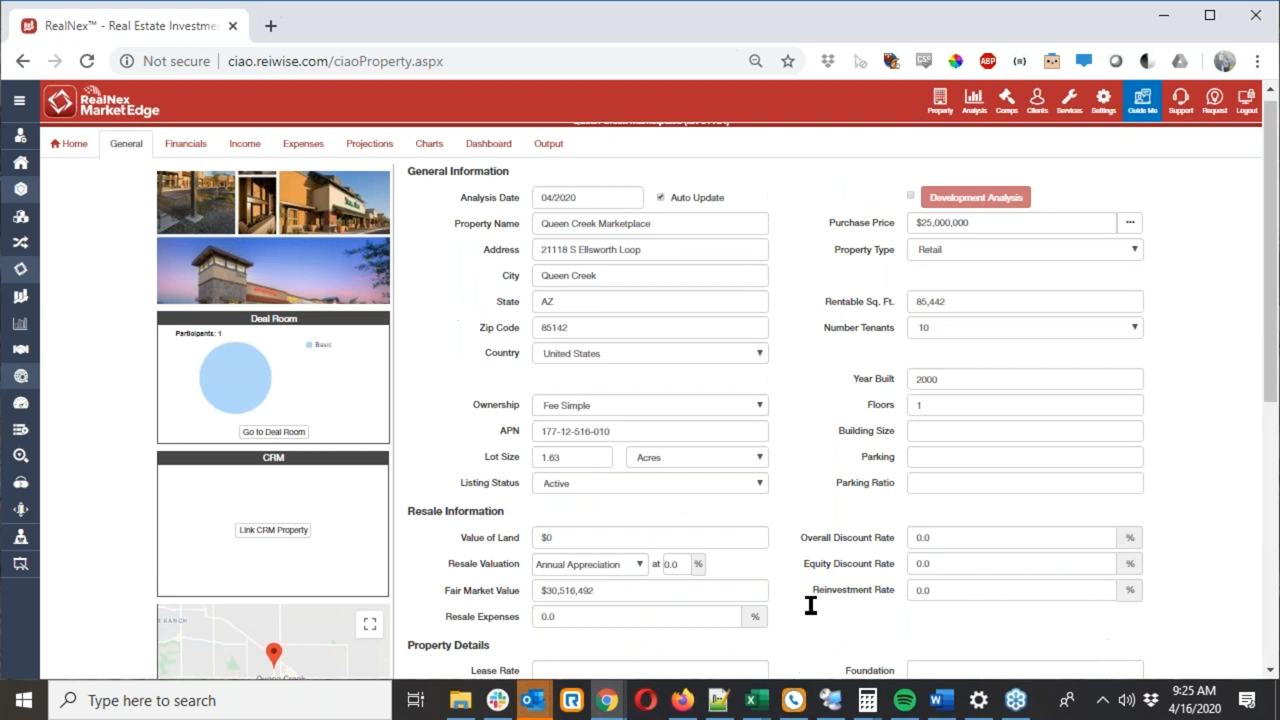 RealNex™ - Real Estate Investme
Not secure
ciao.reiwise.com/ciaoProperty.aspx
ABP
RealNex
MarketEdge
Property
Analysis
Comps
Clients
Services
Settings
Guide Me
Support
Request
Logout
Home
General
Financials
Income
Expenses
Projections
Charts
Dashboard
Output
General Information
Analysis Date
04/2020
Auto Update
Development Analysis
Property Name
Queen Creek Marketplace
Purchase Price
$25,000,000
Address
21118 S Ellsworth Loop
Property Type
Retail
City
Queen Creek
State
AZ
Rentable Sq. Ft.
85,442
Zip Code
85142
Number Tenants
10
Country
United States
Year Built
2000
Ownership
Fee Simple
Floors
1
APN
177-12-516-010
Building Size
Lot Size
1.63
Acres
Parking
Listing Status
Active
Parking Ratio
Deal Room
Participants: 1
Basic
Go to Deal Room
CRM
Link CRM Property
Resale Information
Value of Land
$0
Overall Discount Rate
0.0
%
Resale Valuation
Annual Appreciation
at
0.0
%
Equity Discount Rate
0.0
%
Fair Market Value
$30,516,492
Reinvestment Rate
0.0
%
Resale Expenses
0.0
%
Property Details
Lease Rate
Foundation
RANCH
Queen Creek
Type here to search
9:25 AM
4/16/2020